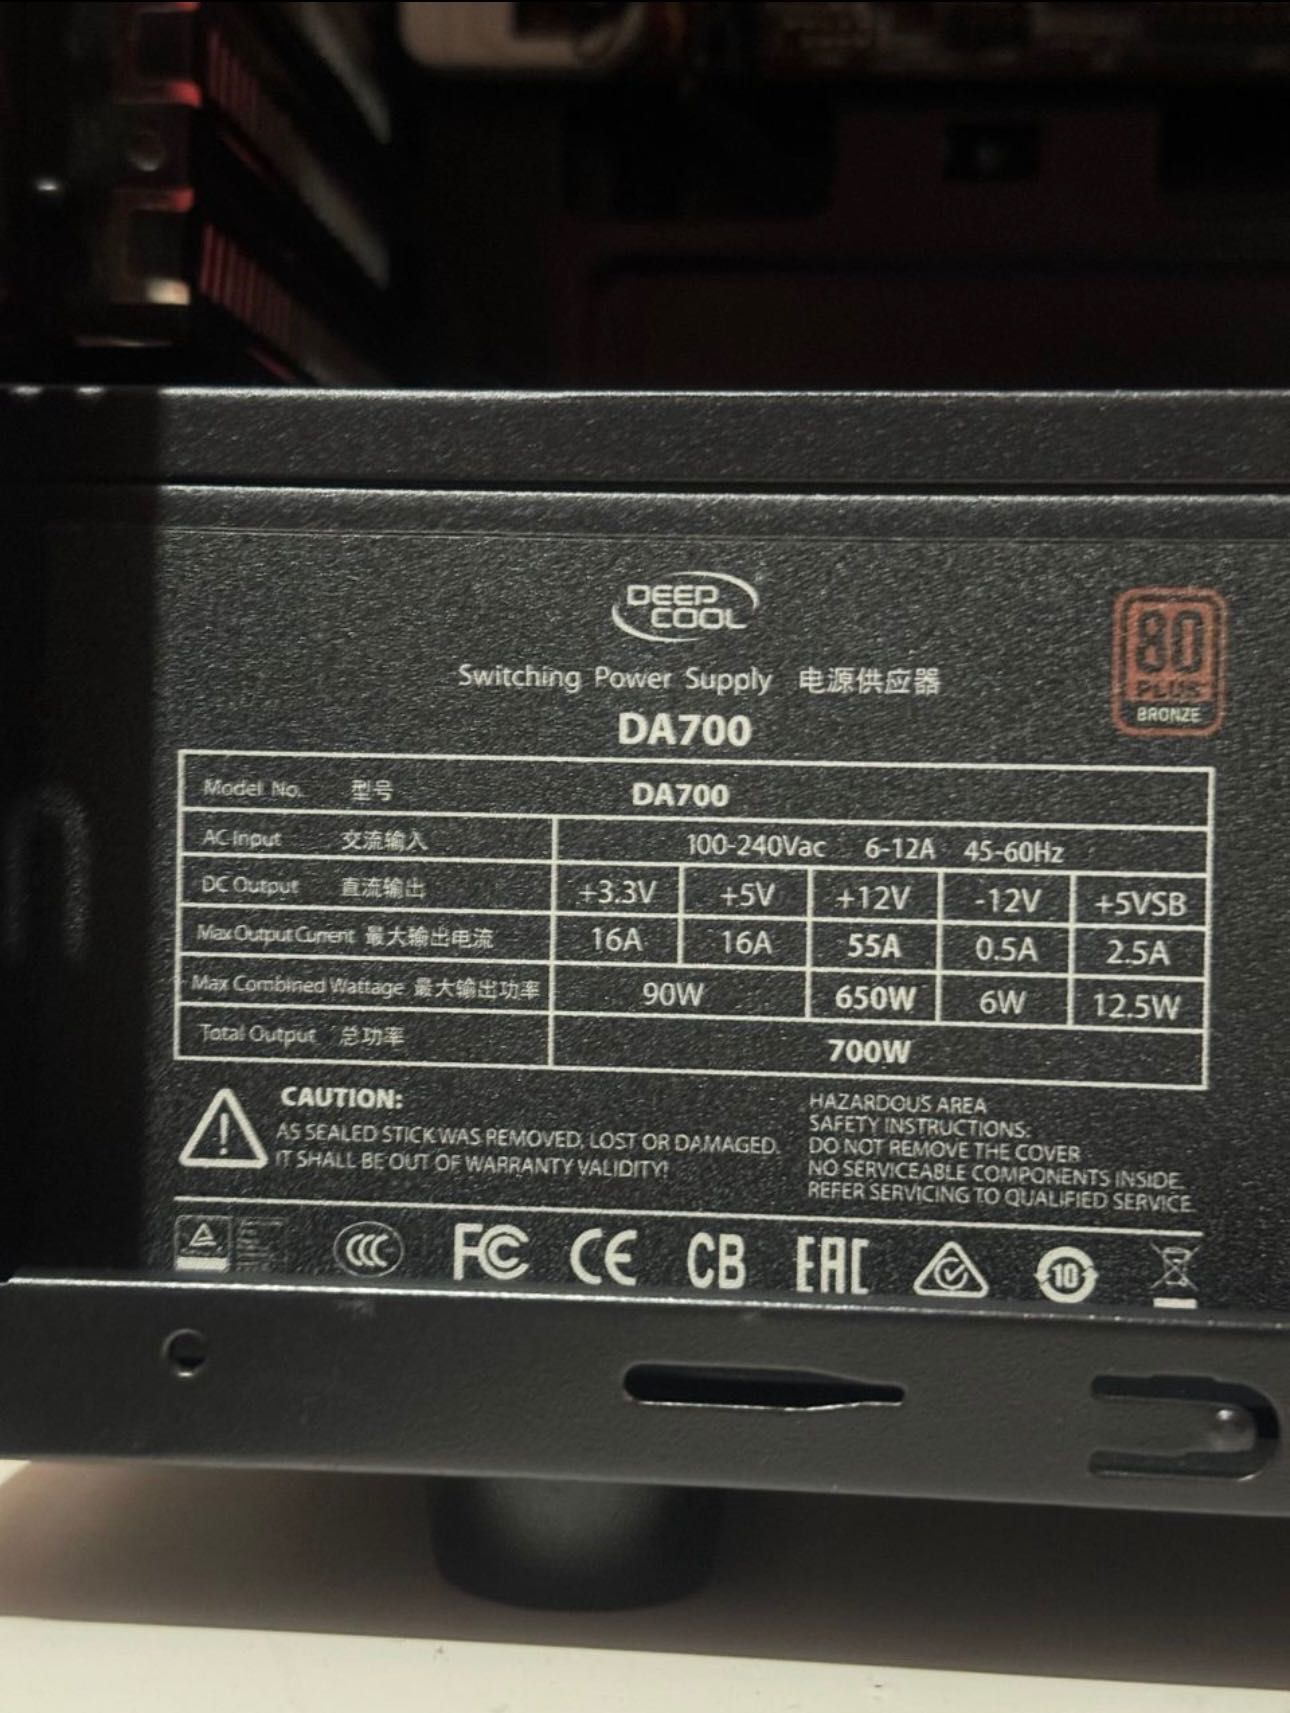 DEEP
COOL
Switching Power Supply 电源供应器
80
PLUS
BRONZE
DA700
Model No. 型号 DA700
AC Input 交流输入 100-240Vac 6-12A 45-60Hz
DC Output 直流输出 +3.3V +5V +12V -12V +5VSB
Max Output Current 最大输出电流 16A 16A 55A 0.5A 2.5A
Max Combined Wattage 最大输出功率 90W 650W 6W 12.5W
Total Output 总功率 700W
CAUTION:
AS SEALED STICK WAS REMOVED, LOST OR DAMAGED.
IT SHALL BE OUT OF WARRANTY VALIDITY!
HAZARDOUS AREA
SAFETY INSTRUCTIONS:
DO NOT REMOVE THE COVER
NO SERVICEABLE COMPONENTS INSIDE.
REFER SERVICING TO QUALIFIED SERVICE.
CCC FC CE CB EAC 10